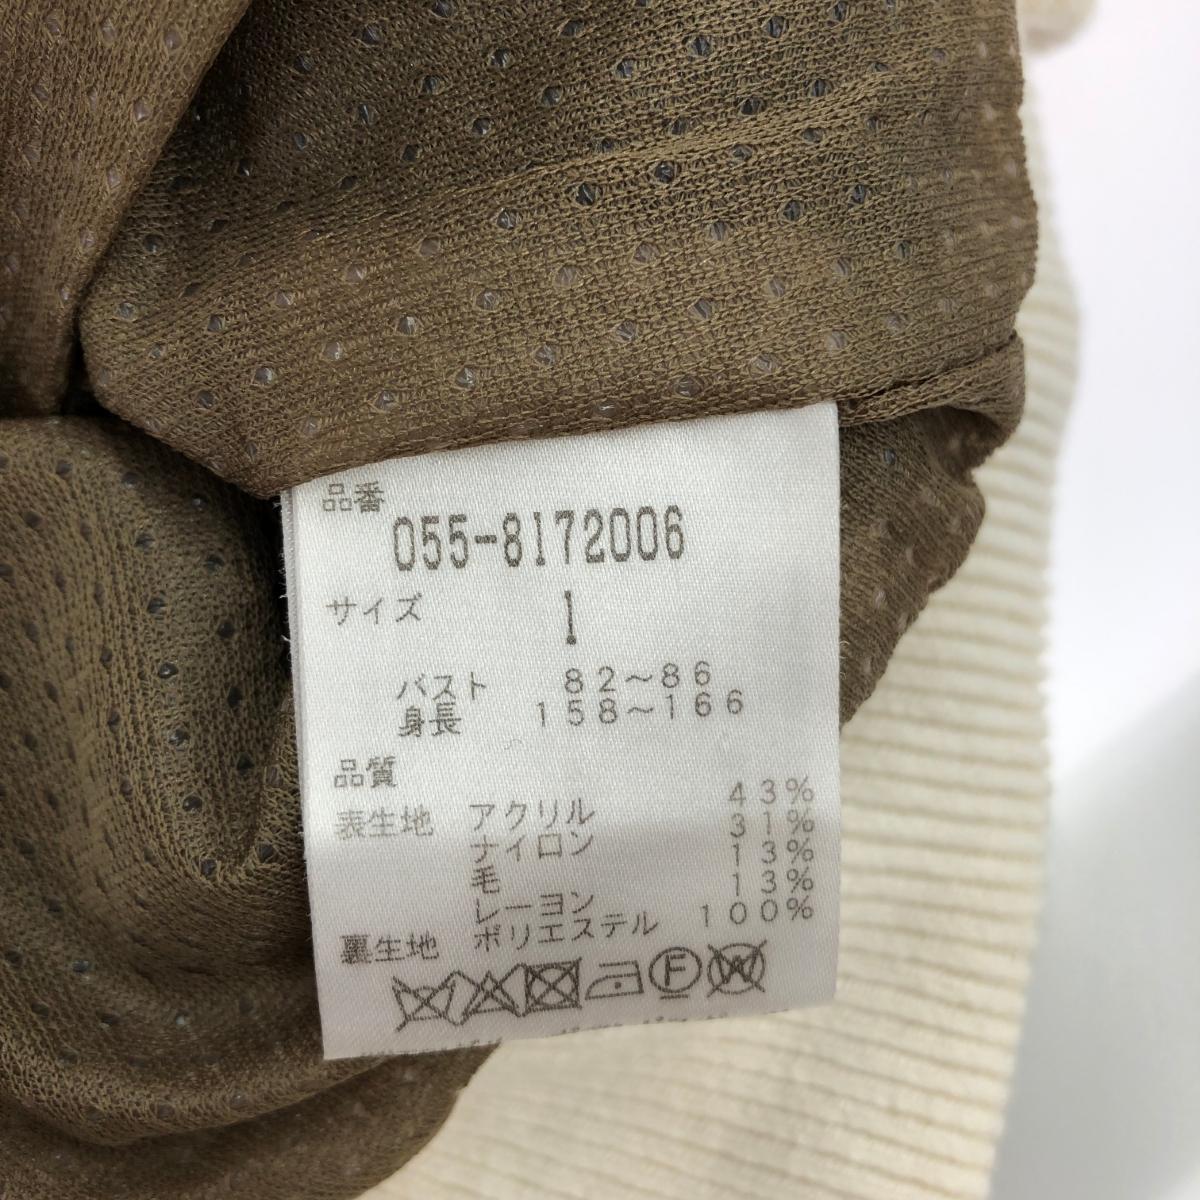 品番
055-8172006
サイズ 1
バスト 82~86
身長 158~166
品質
表生地 アクリル 43%
ナイロン 31%
毛 13%
レーヨン 13%
裏生地 ポリエステル 100%
F W